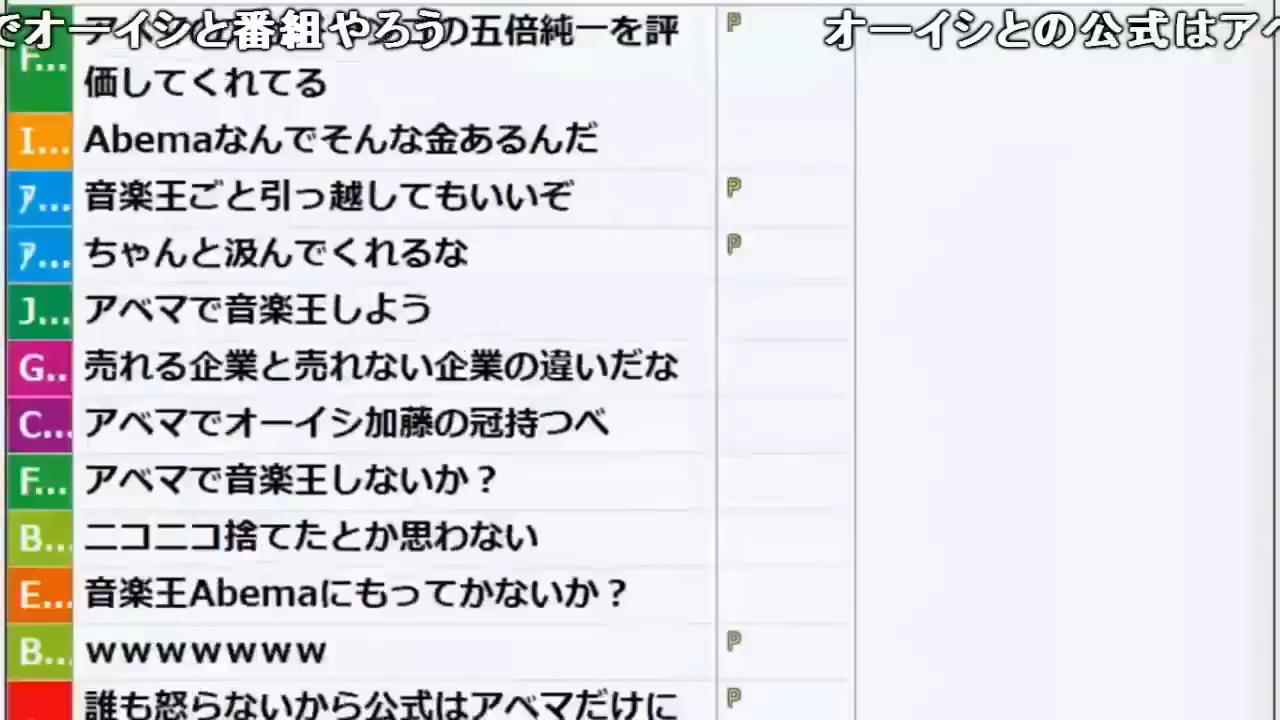 でオーイシと番組やろう
オーイシとの公式はアベ
の五倍純一を評
F...
価してくれてる
P
I...
Abemaなんでそんな金あるんだ
ア...
音楽王ごと引っ越してもいいぞ
P
ア...
ちゃんと汲んでくれるな
P
J...
アベマで音楽王しよう
G..
売れる企業と売れない企業の違いだな
C...
アベマでオーイシ加藤の冠持つべ
F...
アベマで音楽王しないか？
B...
ニコニコ捨てたとか思わない
E...
音楽王Abemaにもってかないか？
B...
ｗｗｗｗｗｗｗ
P
誰も怒らないから公式はアベマだけに
P